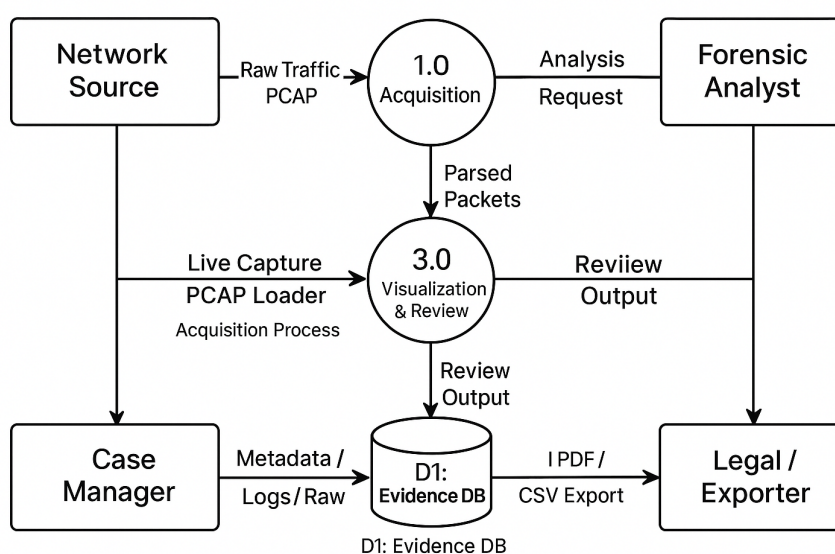 Network
Source
Raw Traffic
PCAP
1.0
Acquisition
Analysis
Request
Forensic
Analyst
Parsed
Packets
Live Capture
PCAP Loader
Acquisition Process
3.0
Visualization
& Review
Reviiew
Output
Review
Output
Case
Manager
Metadata /
Logs / Raw
D1:
Evidence DB
I PDF /
CSV Export
Legal /
Exporter
D1: Evidence DB